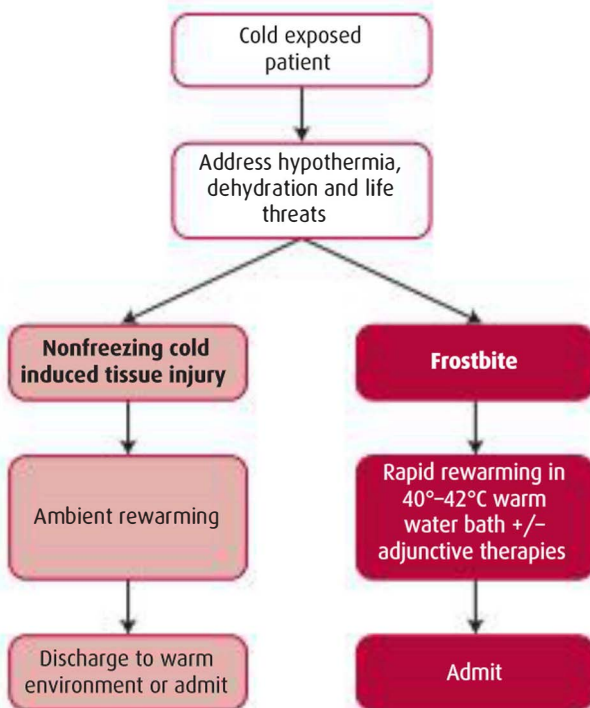 Cold exposed
patient
Address hypothermia,
dehydration and life
threats
Nonfreezing cold
induced tissue injury
Frostbite
Ambient rewarming
Rapid rewarming in
40°–42°C warm
water bath +/–
adjunctive therapies
Discharge to warm
environment or admit
Admit